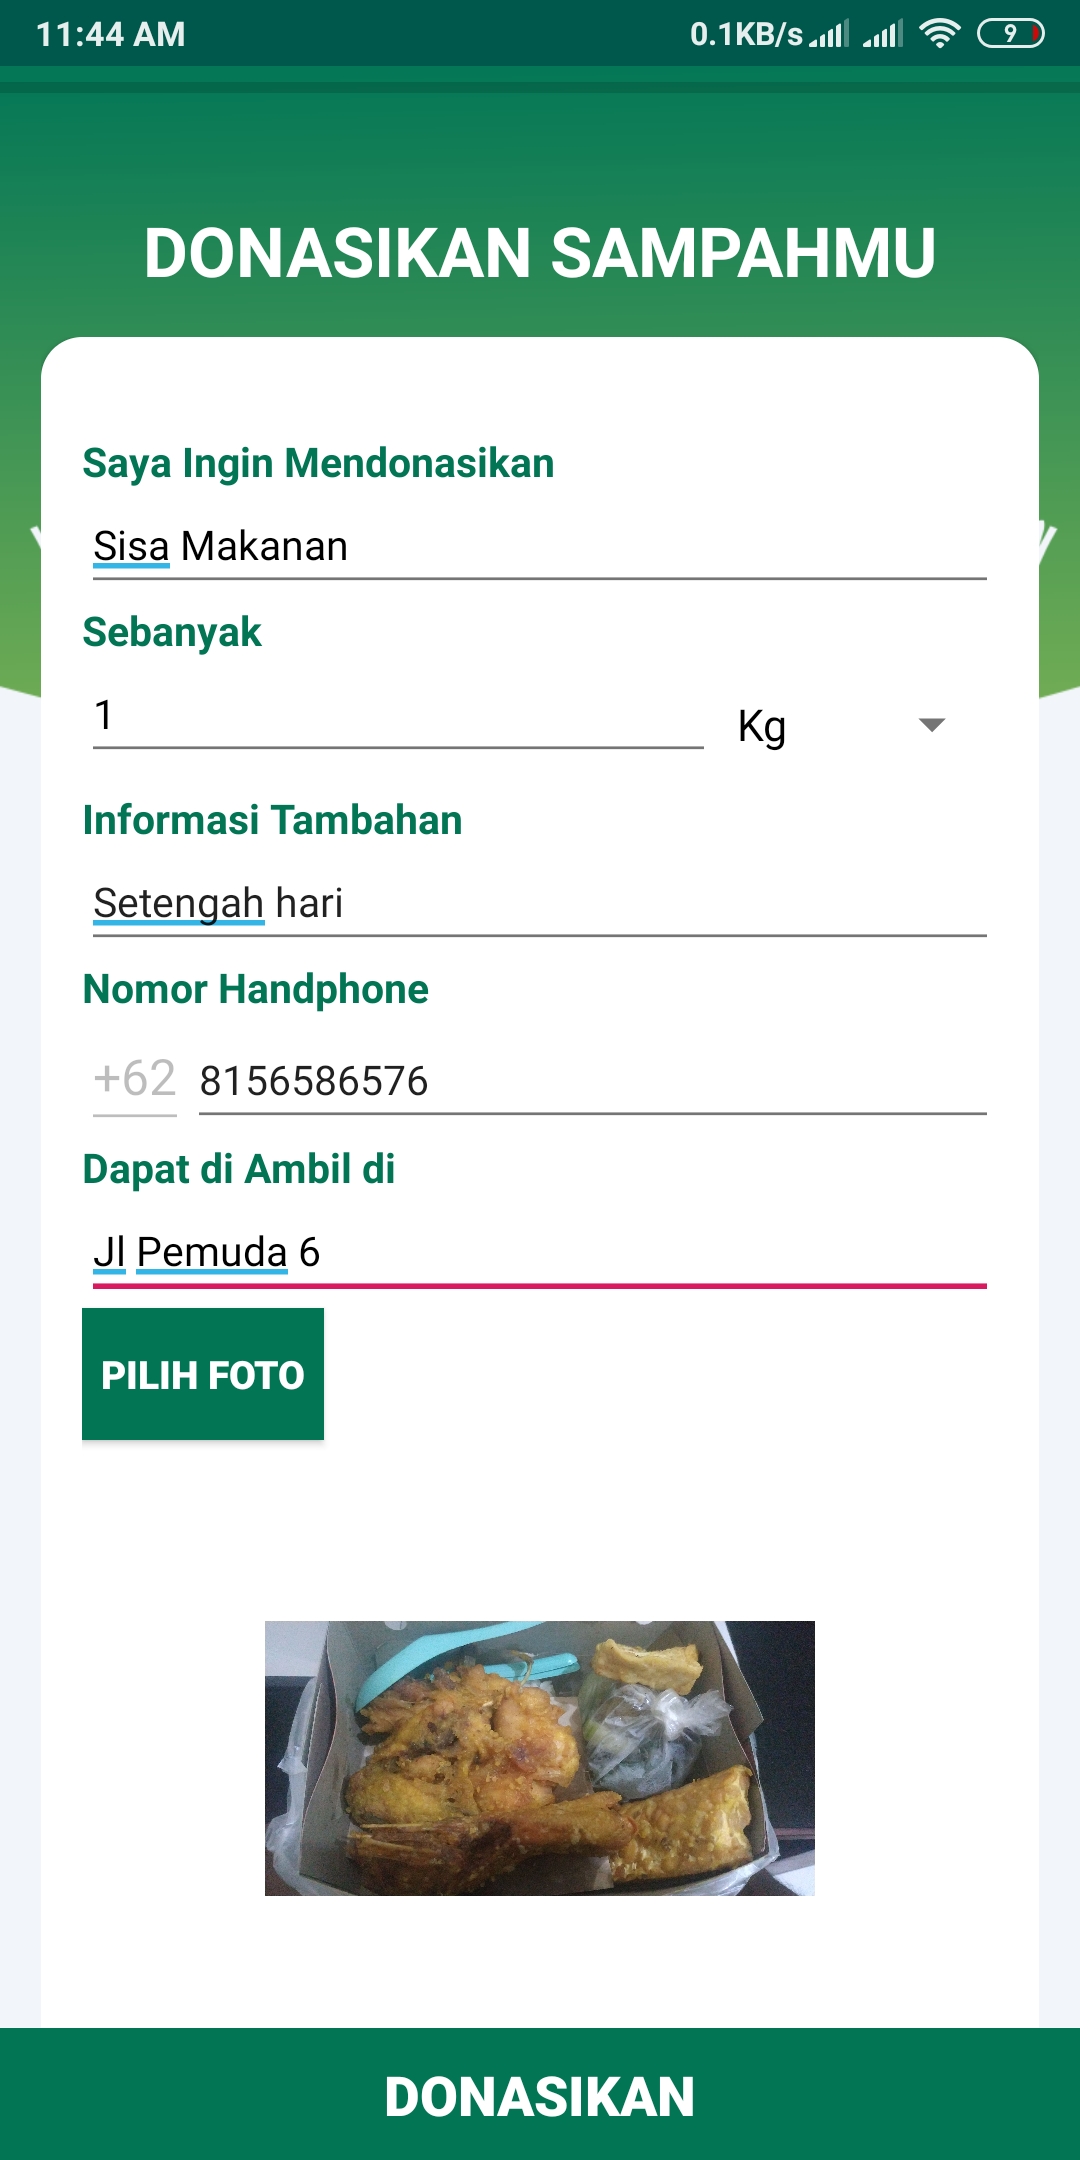 11:44 AM 0.1KB/s 9
DONASIKAN SAMPAHMU
Saya Ingin Mendonasikan
Sisa Makanan
Sebanyak
1 Kg
Informasi Tambahan
Setengah hari
Nomor Handphone
+62 8156586576
Dapat di Ambil di
Jl Pemuda 6
PILIH FOTO
DONASIKAN